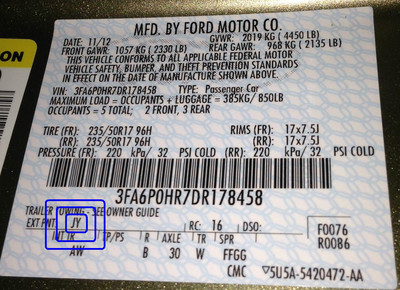 ON
MFD. BY FORD MOTOR CO.
DATE: 11/12 GVWR: 2019 KG ( 4450 LB)
FRONT GAWR: 1057 KG ( 2330 LB) REAR GAWR: 968 KG ( 2135 LB)
THIS VEHICLE CONFORMS TO ALL APPLICABLE FEDERAL MOTOR
VEHICLE SAFETY, BUMPER, AND THEFT PREVENTION STANDARDS
IN EFFECT ON THE DATE OF MANUFACTURE SHOWN ABOVE.
VIN: 3FA6P0HR7DR178458 TYPE: Passenger Car
MAXIMUM LOAD = OCCUPANTS + LUGGAGE = 385KG/850LB
OCCUPANTS = 5 TOTAL; 2 FRONT, 3 REAR
TIRE (FR): 235/50R17 96H RIMS (FR): 17x7.5J
(RR): 235/50R17 96H (RR): 17x7.5J
PRESSURE (FR): 220 kPa/ 32 PSI COLD (RR): 220 kPa/ 32 PSI COLD
3FA6P0HR7DR178458
TRAILER TOWING - SEE OWNER GUIDE
EXT PNT: JY RC: 16 DSO: F0076
R0086
INT TR TP/PS R AXLE TR SPR
AW B 30 W FFGG
CMC 5U5A-5420472-AA